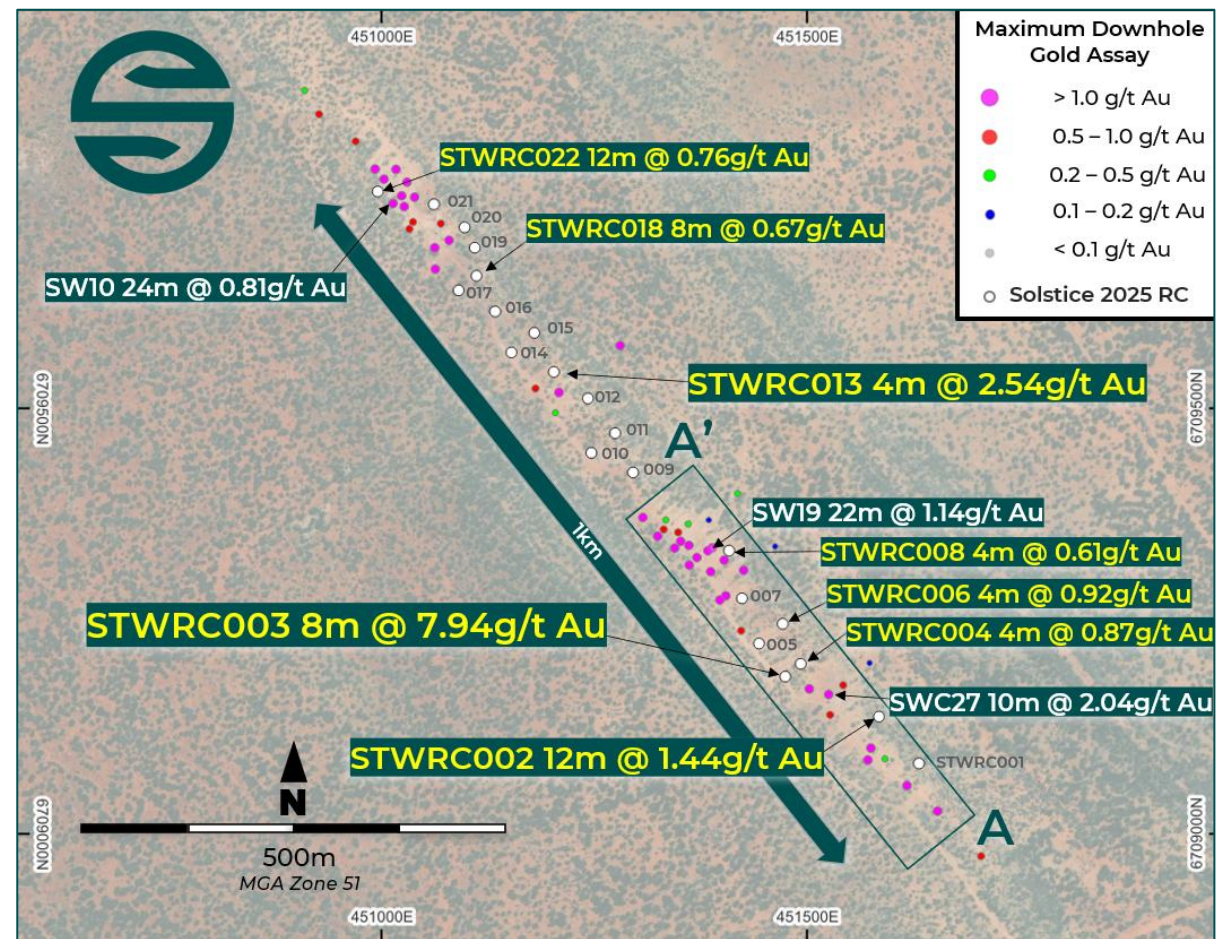 451000E
451500E
Maximum Downhole
Gold Assay
> 1.0 g/t Au
0.5 – 1.0 g/t Au
0.2 – 0.5 g/t Au
0.1 – 0.2 g/t Au
< 0.1 g/t Au
Solstice 2025 RC
STWRC022 12m @ 0.76g/t Au
021
020
STWRC018 8m @ 0.67g/t Au
019
SW10 24m @ 0.81g/t Au
017
016
015
014
STWRC013 4m @ 2.54g/t Au
012
6709500N
6709500N
011
010
A'
009
SW19 22m @ 1.14g/t Au
1km
STWRC008 4m @ 0.61g/t Au
007
STWRC006 4m @ 0.92g/t Au
STWRC003 8m @ 7.94g/t Au
STWRC004 4m @ 0.87g/t Au
005
SWC27 10m @ 2.04g/t Au
STWRC002 12m @ 1.44g/t Au
STWRC001
N
A
6709000N
6709000N
500m
MGA Zone 51
451000E
451500E